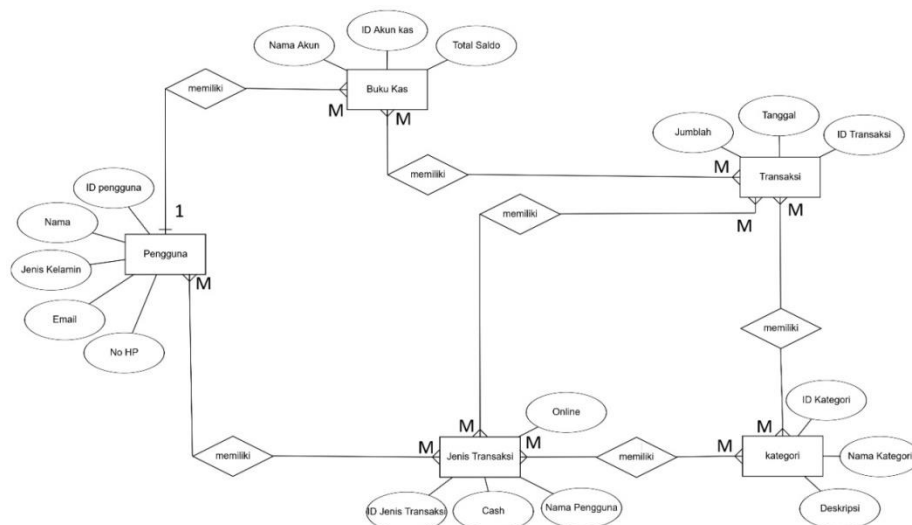 ID Akun kas
Nama Akun
Total Saldo
memiliki
Buku Kas
M
M
Tanggal
Jumblah
ID Transaksi
memiliki
M
Transaksi
ID pengguna
memiliki
M
M
Nama
1
Pengguna
Jenis Kelamin
M
Email
memiliki
No HP
ID Kategori
Online
M
M
M
M
M
memiliki
Jenis Transaksi
memiliki
kategori
Nama Kategori
ID Jenis Transaksi
Cash
Nama Pengguna
Deskripsi